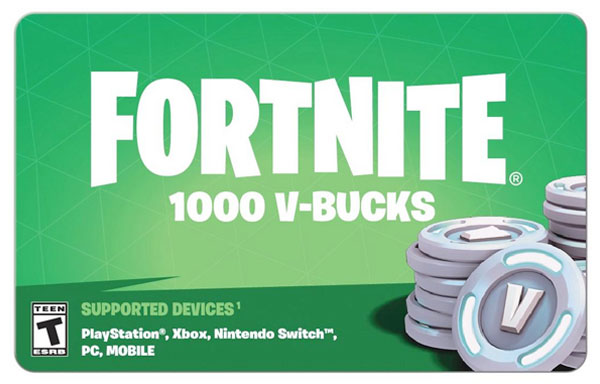 FORTNITE®
1000 V-BUCKS
V
TEEN
T
ESRB
SUPPORTED DEVICES¹
PlayStation®, Xbox, Nintendo Switch™,
PC, MOBILE